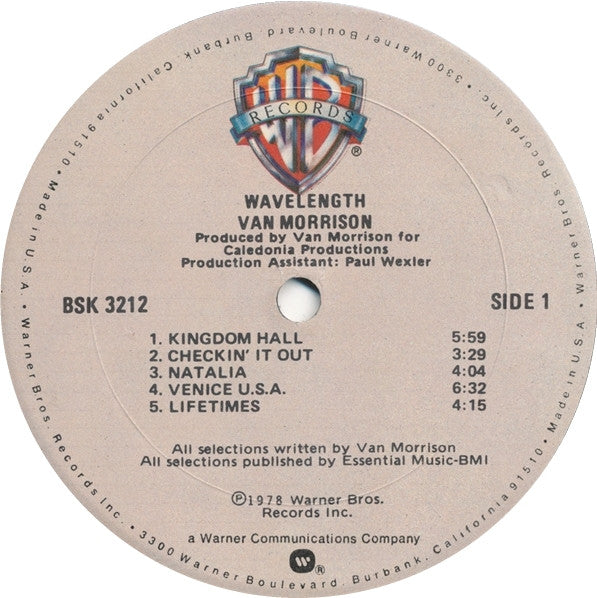 WB
RECORDS
®
WAVELENGTH
VAN MORRISON
Produced by Van Morrison for
Caledonia Productions
Production Assistant: Paul Wexler
BSK 3212
SIDE 1
1. KINGDOM HALL 5:59
2. CHECKIN' IT OUT 3:29
3. NATALIA 4:04
4. VENICE U.S.A. 6:32
5. LIFETIMES 4:15
All selections written by Van Morrison
All selections published by Essential Music-BMI
Ⓟ1978 Warner Bros.
Records Inc.
a Warner Communications Company
®
Warner Bros. Records Inc. • 3300 Warner Boulevard, Burbank, California 91510 • Made in U.S.A. • Warner Bros. Records Inc. • 3300 Warner Boulevard, Burbank, California 91510 • Made in U.S.A. •